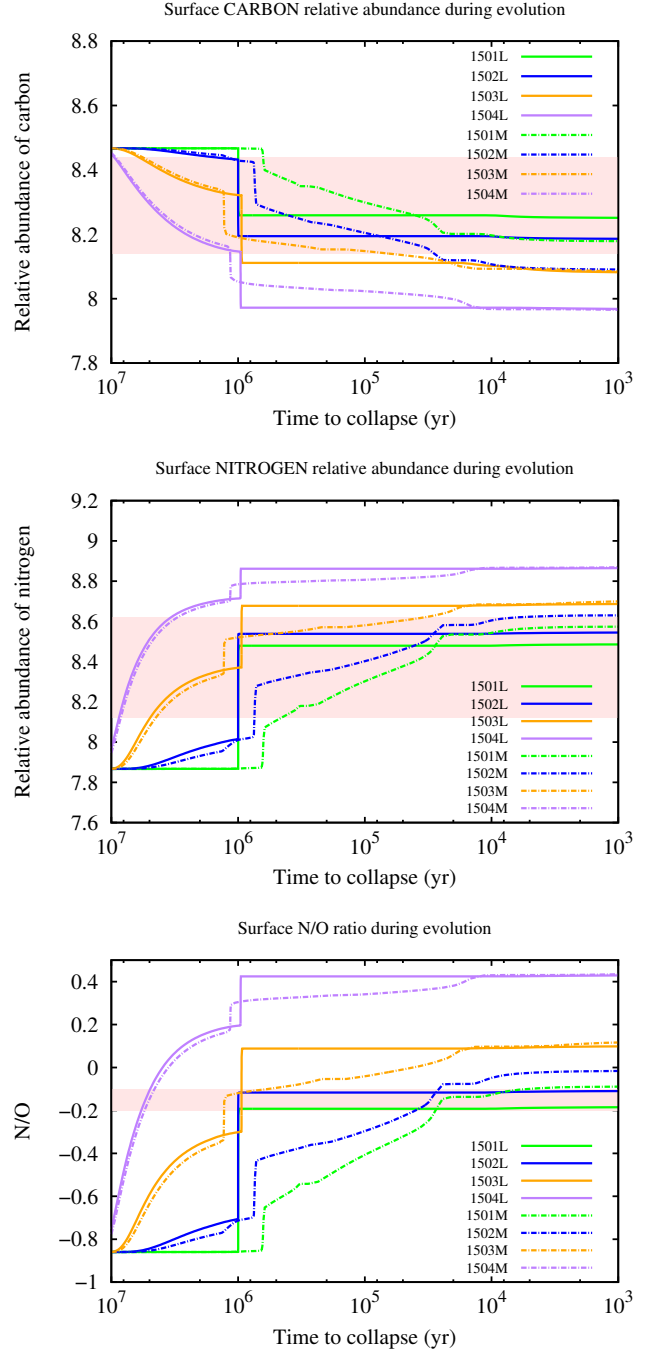 Surface CARBON relative abundance during evolution
Relative abundance of carbon
8.8
8.6
8.4
8.2
8
7.8
10^7 10^6 10^5 10^4 10^3
Time to collapse (yr)
1501L
1502L
1503L
1504L
1501M
1502M
1503M
1504M
Surface NITROGEN relative abundance during evolution
Relative abundance of nitrogen
9.2
9
8.8
8.6
8.4
8.2
8
7.8
7.6
10^7 10^6 10^5 10^4 10^3
Time to collapse (yr)
1501L
1502L
1503L
1504L
1501M
1502M
1503M
1504M
Surface N/O ratio during evolution
N/O
0.4
0.2
0
−0.2
−0.4
−0.6
−0.8
−1
10^7 10^6 10^5 10^4 10^3
Time to collapse (yr)
1501L
1502L
1503L
1504L
1501M
1502M
1503M
1504M